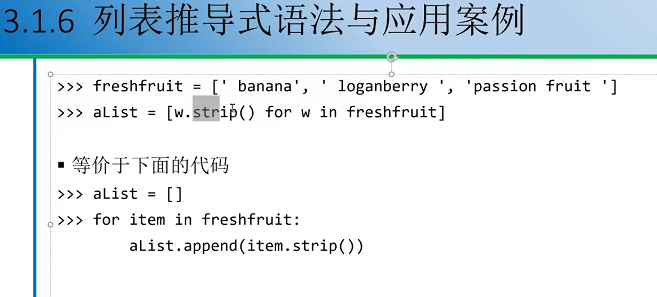 3.1.6 列表推导式语法与应用案例
>>> freshfruit = [' banana', ' loganberry ', 'passion fruit ']
>>> aList = [w.strip() for w in freshfruit]
▪ 等价于下面的代码
>>> aList = []
>>> for item in freshfruit:
        aList.append(item.strip())